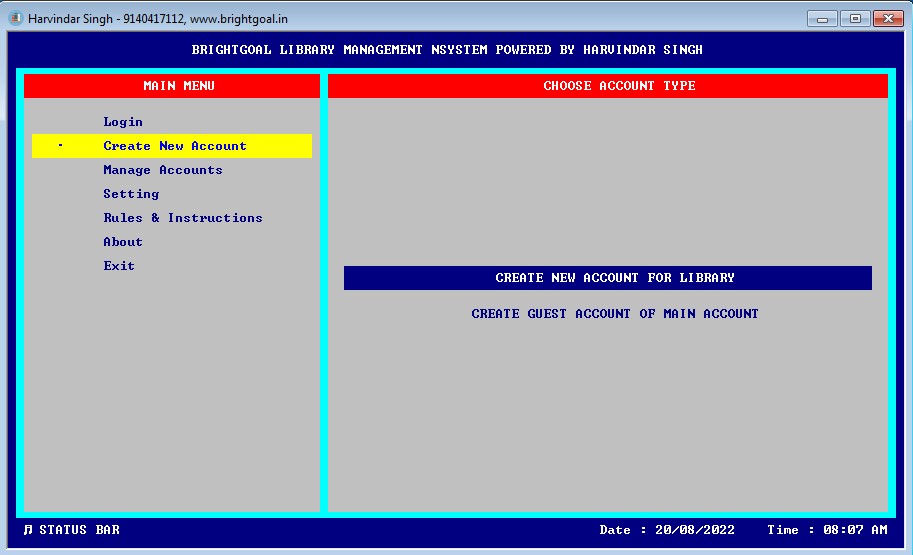 Harvindar Singh - 9140417112, www.brightgoal.in
BRIGHTGOAL LIBRARY MANAGEMENT NSYSTEM POWERED BY HARVINDAR SINGH
MAIN MENU
Login
- Create New Account
Manage Accounts
Setting
Rules & Instructions
About
Exit
CHOOSE ACCOUNT TYPE
CREATE NEW ACCOUNT FOR LIBRARY
CREATE GUEST ACCOUNT OF MAIN ACCOUNT
♫ STATUS BAR
Date : 20/08/2022 Time : 08:07 AM